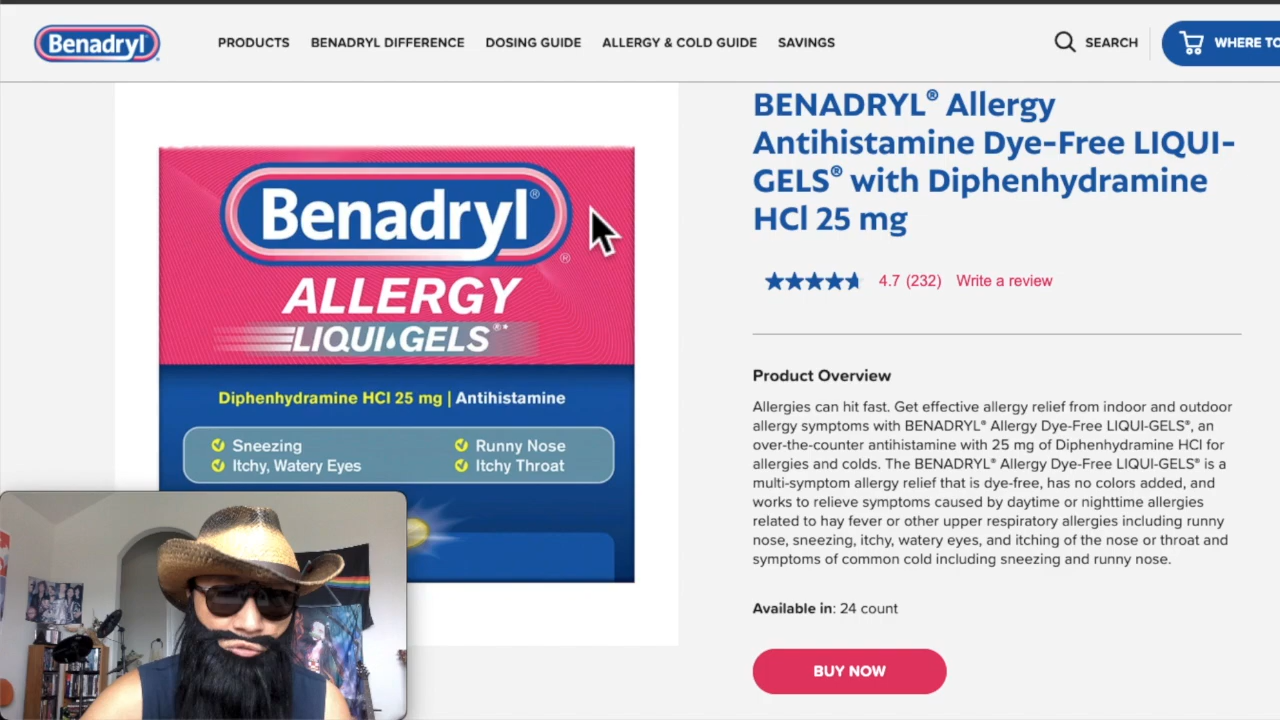 Benadryl
PRODUCTS
BENADRYL DIFFERENCE
DOSING GUIDE
ALLERGY & COLD GUIDE
SAVINGS
SEARCH
WHERE TO
Benadryl®
®
ALLERGY
LIQUI•GELS®*
Diphenhydramine HCl 25 mg | Antihistamine
Sneezing
Runny Nose
Itchy, Watery Eyes
Itchy Throat
BENADRYL® Allergy
Antihistamine Dye-Free LIQUI-
GELS® with Diphenhydramine
HCl 25 mg
4.7 (232) Write a review
Product Overview
Allergies can hit fast. Get effective allergy relief from indoor and outdoor
allergy symptoms with BENADRYL® Allergy Dye-Free LIQUI-GELS®, an
over-the-counter antihistamine with 25 mg of Diphenhydramine HCl for
allergies and colds. The BENADRYL® Allergy Dye-Free LIQUI-GELS® is a
multi-symptom allergy relief that is dye-free, has no colors added, and
works to relieve symptoms caused by daytime or nighttime allergies
related to hay fever or other upper respiratory allergies including runny
nose, sneezing, itchy, watery eyes, and itching of the nose or throat and
symptoms of common cold including sneezing and runny nose.
Available in: 24 count
BUY NOW